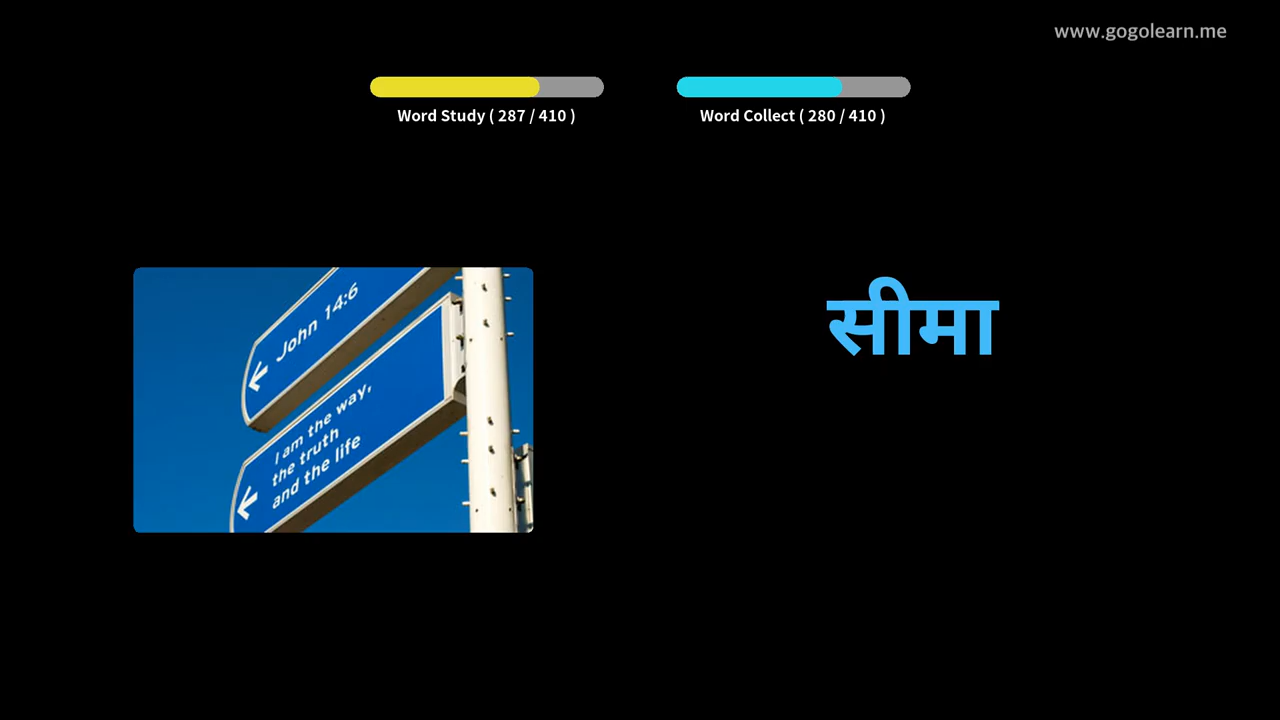 www.gogolearn.me
Word Study ( 287 / 410 )
Word Collect ( 280 / 410 )
John 14:6
I am the way,
the truth
and the life
सीमा